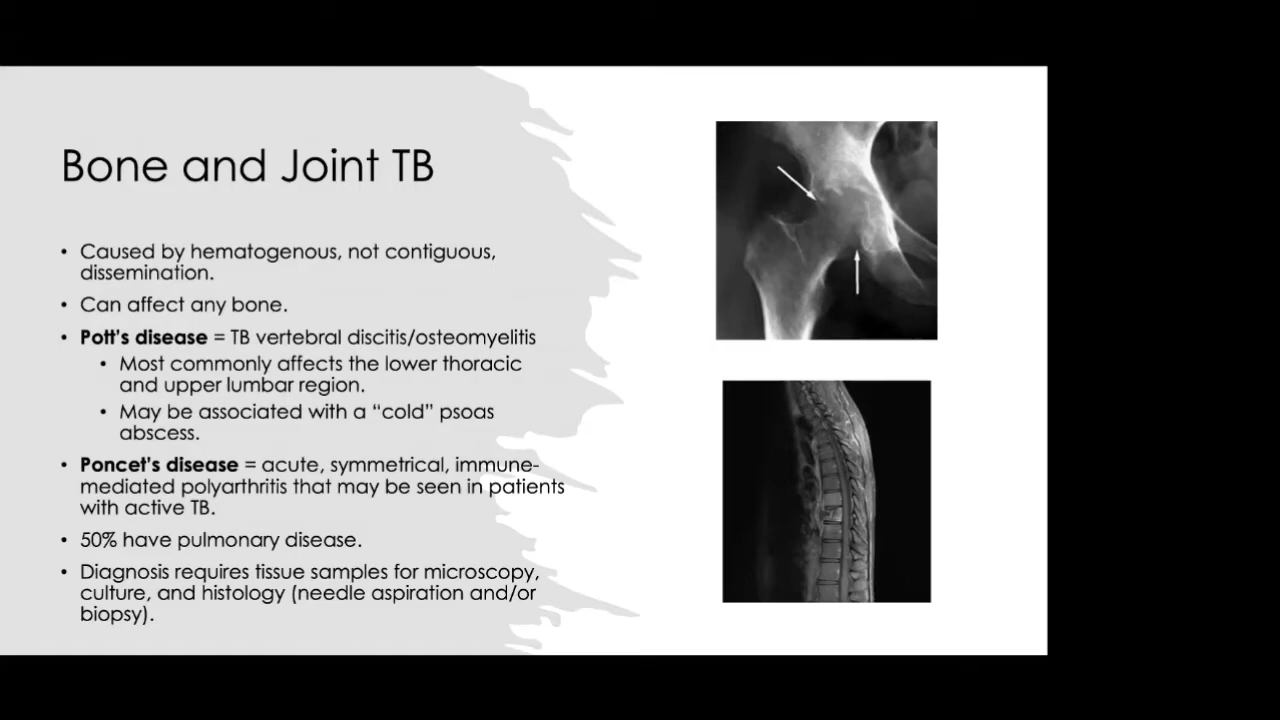 Bone and Joint TB
• Caused by hematogenous, not contiguous,
dissemination.
• Can affect any bone.
• Pott's disease = TB vertebral discitis/osteomyelitis
• Most commonly affects the lower thoracic
and upper lumbar region.
• May be associated with a “cold” psoas
abscess.
• Poncet's disease = acute, symmetrical, immune-
mediated polyarthritis that may be seen in patients
with active TB.
• 50% have pulmonary disease.
• Diagnosis requires tissue samples for microscopy,
culture, and histology (needle aspiration and/or
biopsy).